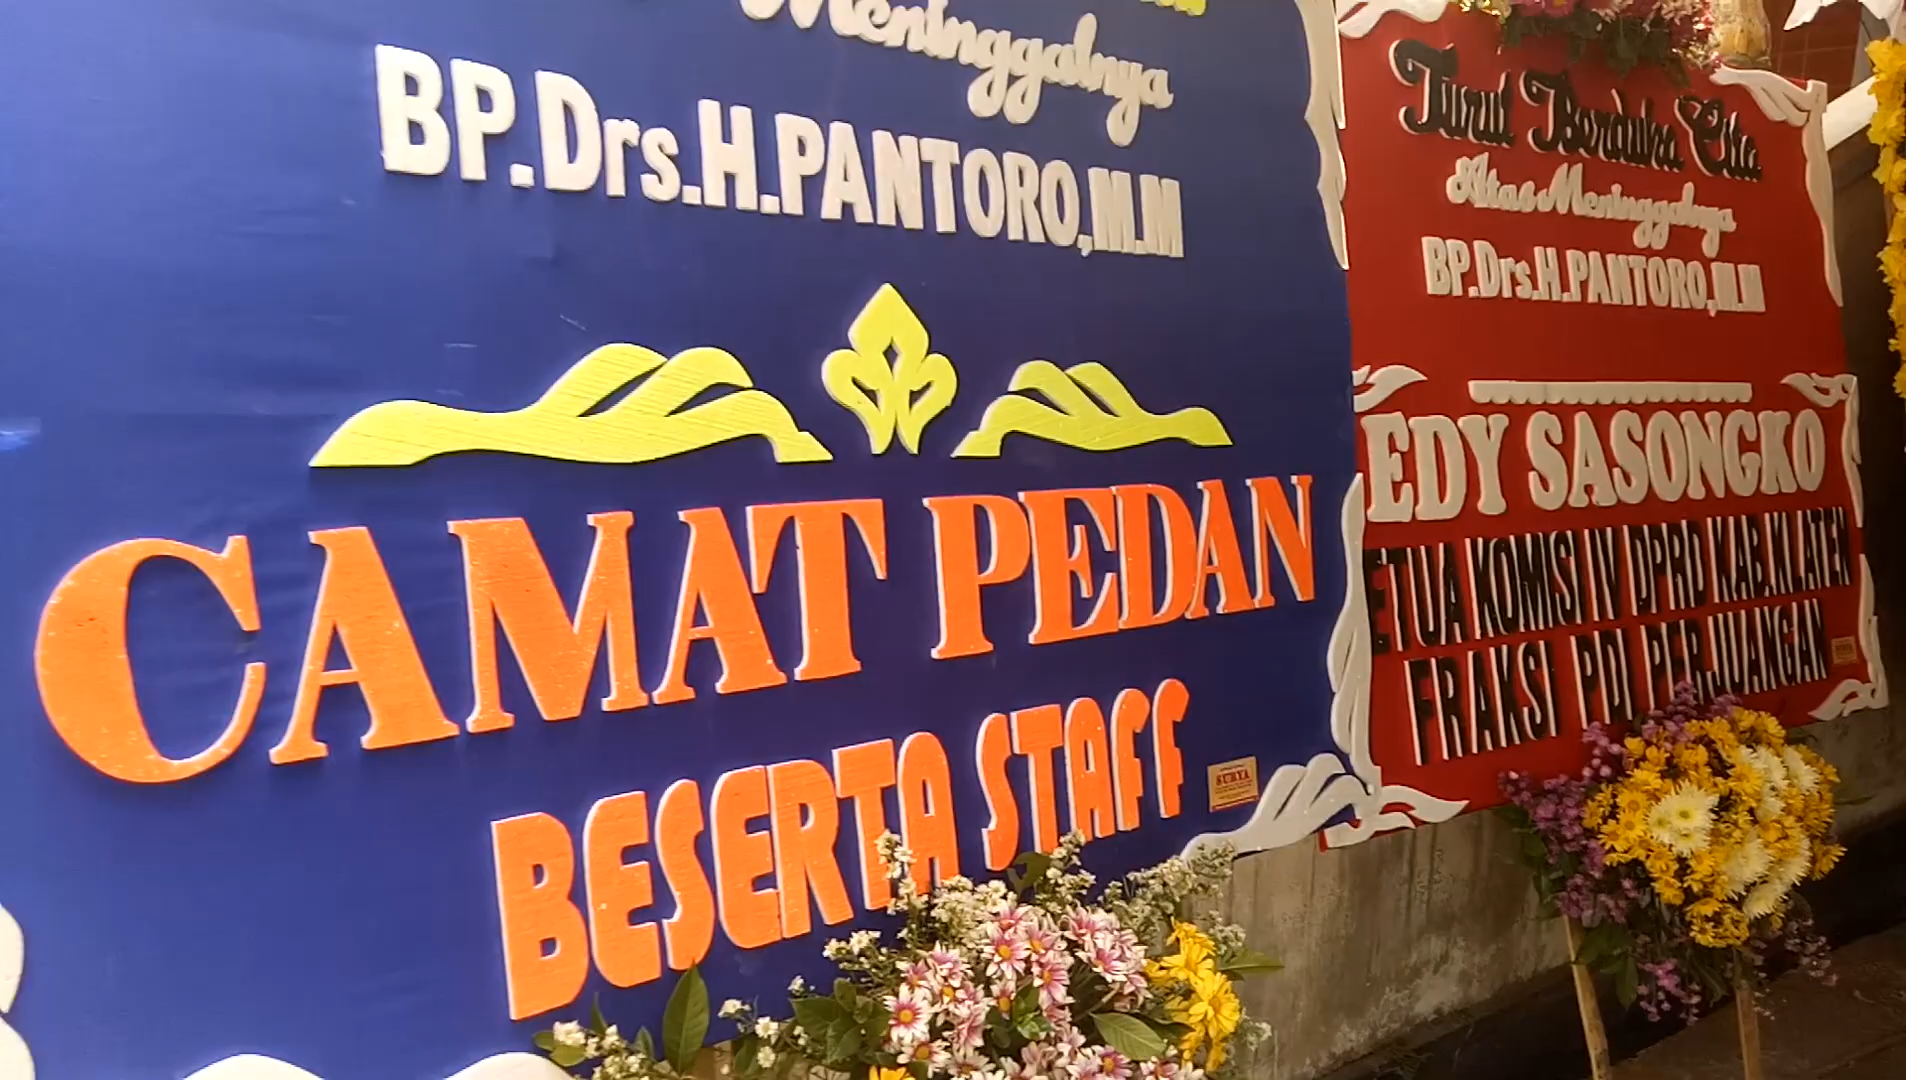 Meninggalnya
BP.Drs.H.PANTORO,M.M
CAMAT PEDAN
BESERTA STAFF
SURYA
Turut Berduka Cita
Atas Meninggalnya
BP.Drs.H.PANTORO,M.M
EDY SASONGKO
ETUA KOMISI IV DPRD KAB.KLATEN
FRAKSI PDI PERJUANGAN